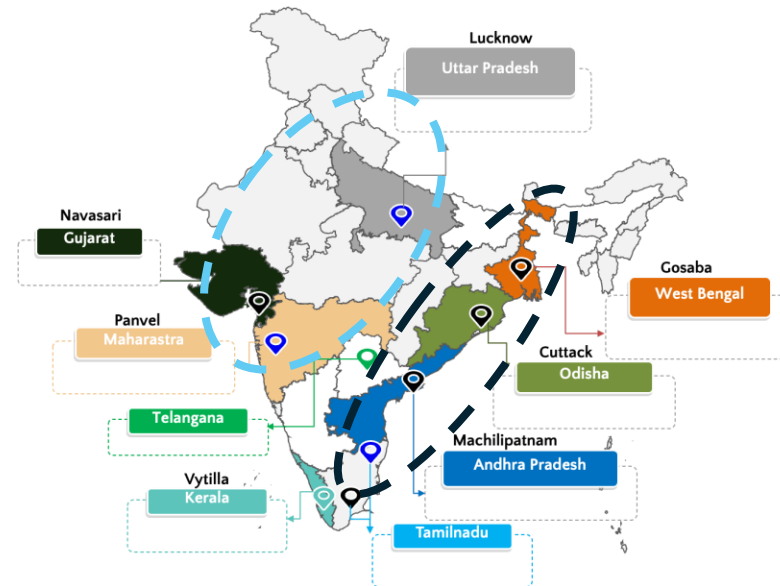 Lucknow
Uttar Pradesh
Navasari
Gujarat
Gosaba
West Bengal
Panvel
Maharastra
Cuttack
Odisha
Telangana
Machilipatnam
Andhra Pradesh
Vytilla
Kerala
Tamilnadu